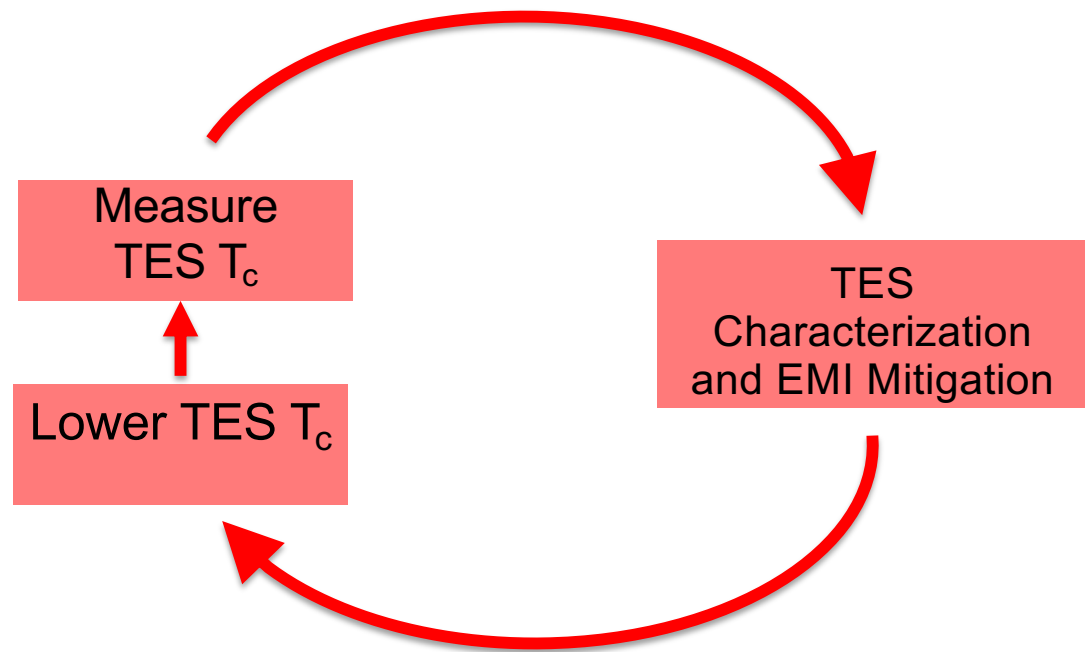 Measure
TES Tc
TES
Characterization
and EMI Mitigation
Lower TES Tc